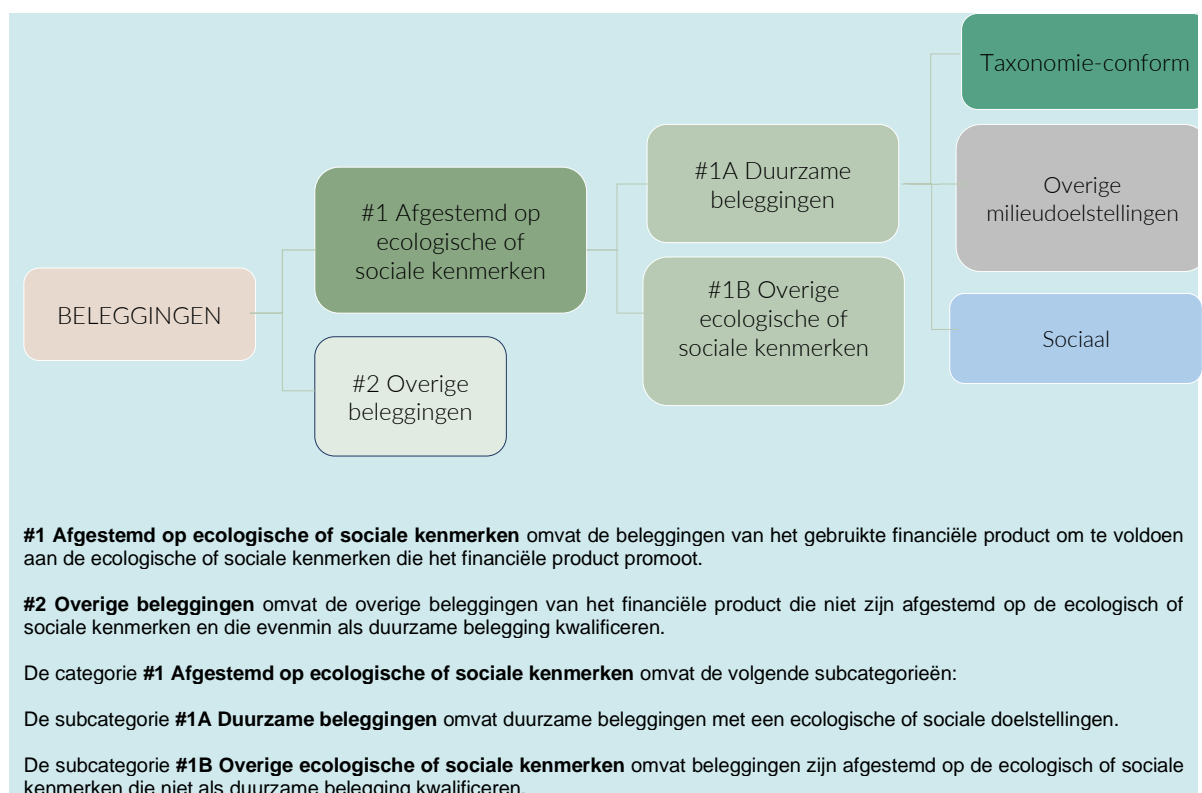 Taxonomie-conform
#1A Duurzame
beleggingen
Overige
milieudoelstellingen
#1 Afgestemd op
ecologische of
sociale kenmerken
#1B Overige
ecologische of
sociale kenmerken
BELEGGINGEN
Sociaal
#2 Overige
beleggingen
#1 Afgestemd op ecologische of sociale kenmerken omvat de beleggingen van het gebruikte financiële product om te voldoen
aan de ecologische of sociale kenmerken die het financiële product promoot.
#2 Overige beleggingen omvat de overige beleggingen van het financiële product die niet zijn afgestemd op de ecologisch of
sociale kenmerken en die evenmin als duurzame belegging kwalificeren.
De categorie #1 Afgestemd op ecologische of sociale kenmerken omvat de volgende subcategorieën:
De subcategorie #1A Duurzame beleggingen omvat duurzame beleggingen met een ecologische of sociale doelstellingen.
De subcategorie #1B Overige ecologische of sociale kenmerken omvat beleggingen zijn afgestemd op de ecologisch of sociale
kenmerken die niet als duurzame belegging kwalificeren.